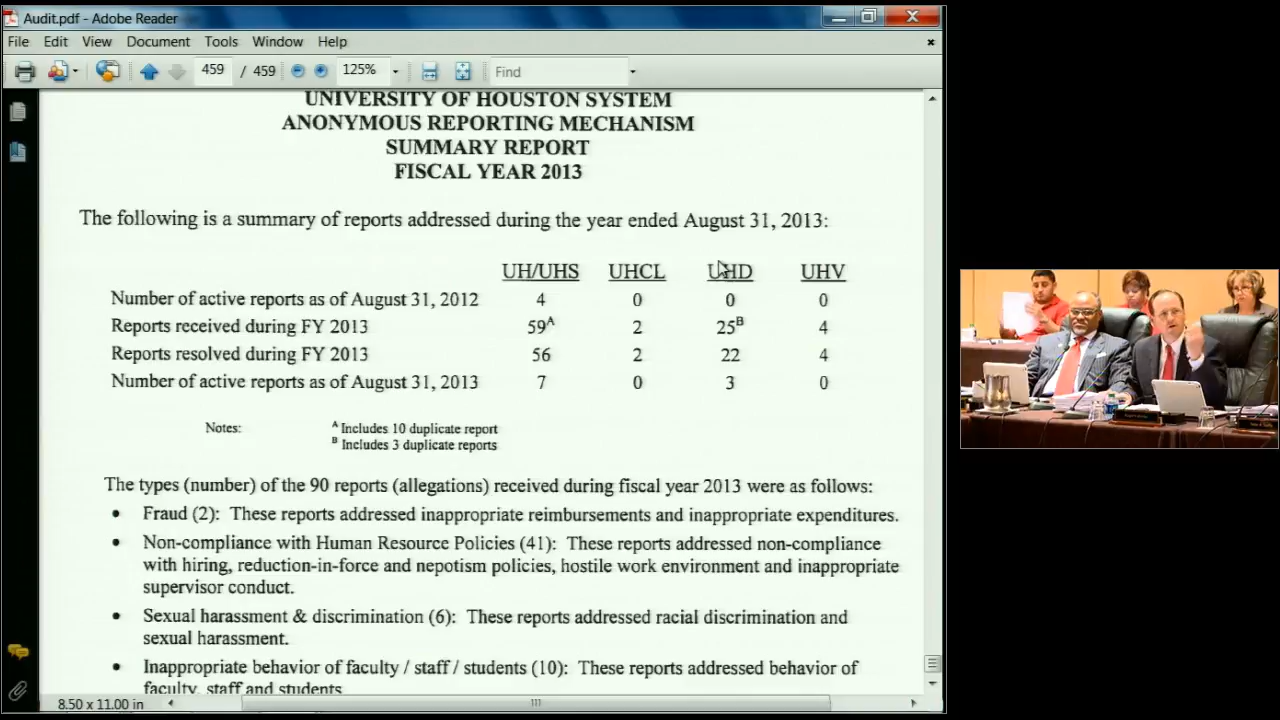 Audit.pdf - Adobe Reader
File Edit View Document Tools Window Help
459 / 459 125% Find
UNIVERSITY OF HOUSTON SYSTEM
ANONYMOUS REPORTING MECHANISM
SUMMARY REPORT
FISCAL YEAR 2013
The following is a summary of reports addressed during the year ended August 31, 2013:
UH/UHS UHCL UHD UHV
Number of active reports as of August 31, 2012 4 0 0 0
Reports received during FY 2013 59A 2 25B 4
Reports resolved during FY 2013 56 2 22 4
Number of active reports as of August 31, 2013 7 0 3 0
Notes: A Includes 10 duplicate report
B Includes 3 duplicate reports
The types (number) of the 90 reports (allegations) received during fiscal year 2013 were as follows:
• Fraud (2): These reports addressed inappropriate reimbursements and inappropriate expenditures.
• Non-compliance with Human Resource Policies (41): These reports addressed non-compliance
with hiring, reduction-in-force and nepotism policies, hostile work environment and inappropriate
supervisor conduct.
• Sexual harassment & discrimination (6): These reports addressed racial discrimination and
sexual harassment.
• Inappropriate behavior of faculty / staff / students (10): These reports addressed behavior of
faculty, staff and students
8.50 x 11.00 in